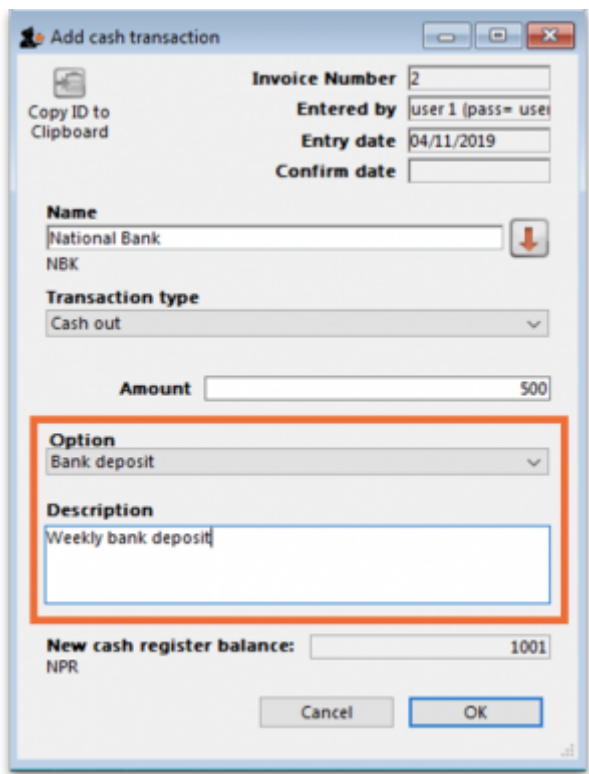 Add cash transaction
Copy ID to
Clipboard
Invoice Number 2
Entered by user 1 (pass= user
Entry date 04/11/2019
Confirm date
Name
National Bank
NBK
Transaction type
Cash out
Amount 500
Option
Bank deposit
Description
Weekly bank deposit
New cash register balance: 1001
NPR
Cancel OK